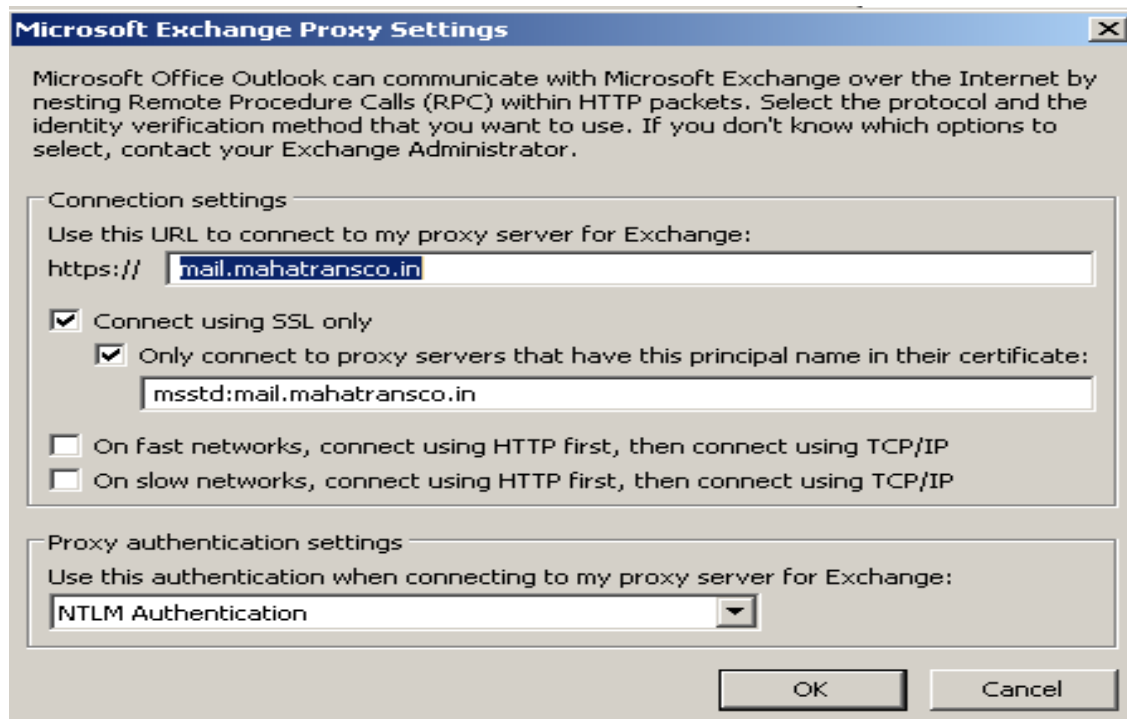 Microsoft Exchange Proxy Settings
Microsoft Office Outlook can communicate with Microsoft Exchange over the Internet by
nesting Remote Procedure Calls (RPC) within HTTP packets. Select the protocol and the
identity verification method that you want to use. If you don't know which options to
select, contact your Exchange Administrator.
Connection settings
Use this URL to connect to my proxy server for Exchange:
https:// mail.mahatransco.in
Connect using SSL only
Only connect to proxy servers that have this principal name in their certificate:
msstd:mail.mahatransco.in
On fast networks, connect using HTTP first, then connect using TCP/IP
On slow networks, connect using HTTP first, then connect using TCP/IP
Proxy authentication settings
Use this authentication when connecting to my proxy server for Exchange:
NTLM Authentication
OK Cancel